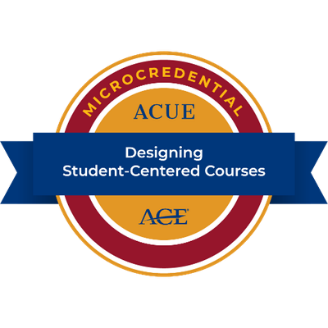 MICROCREDENTIAL
ACUE
Designing
Student-Centered Courses
ACE